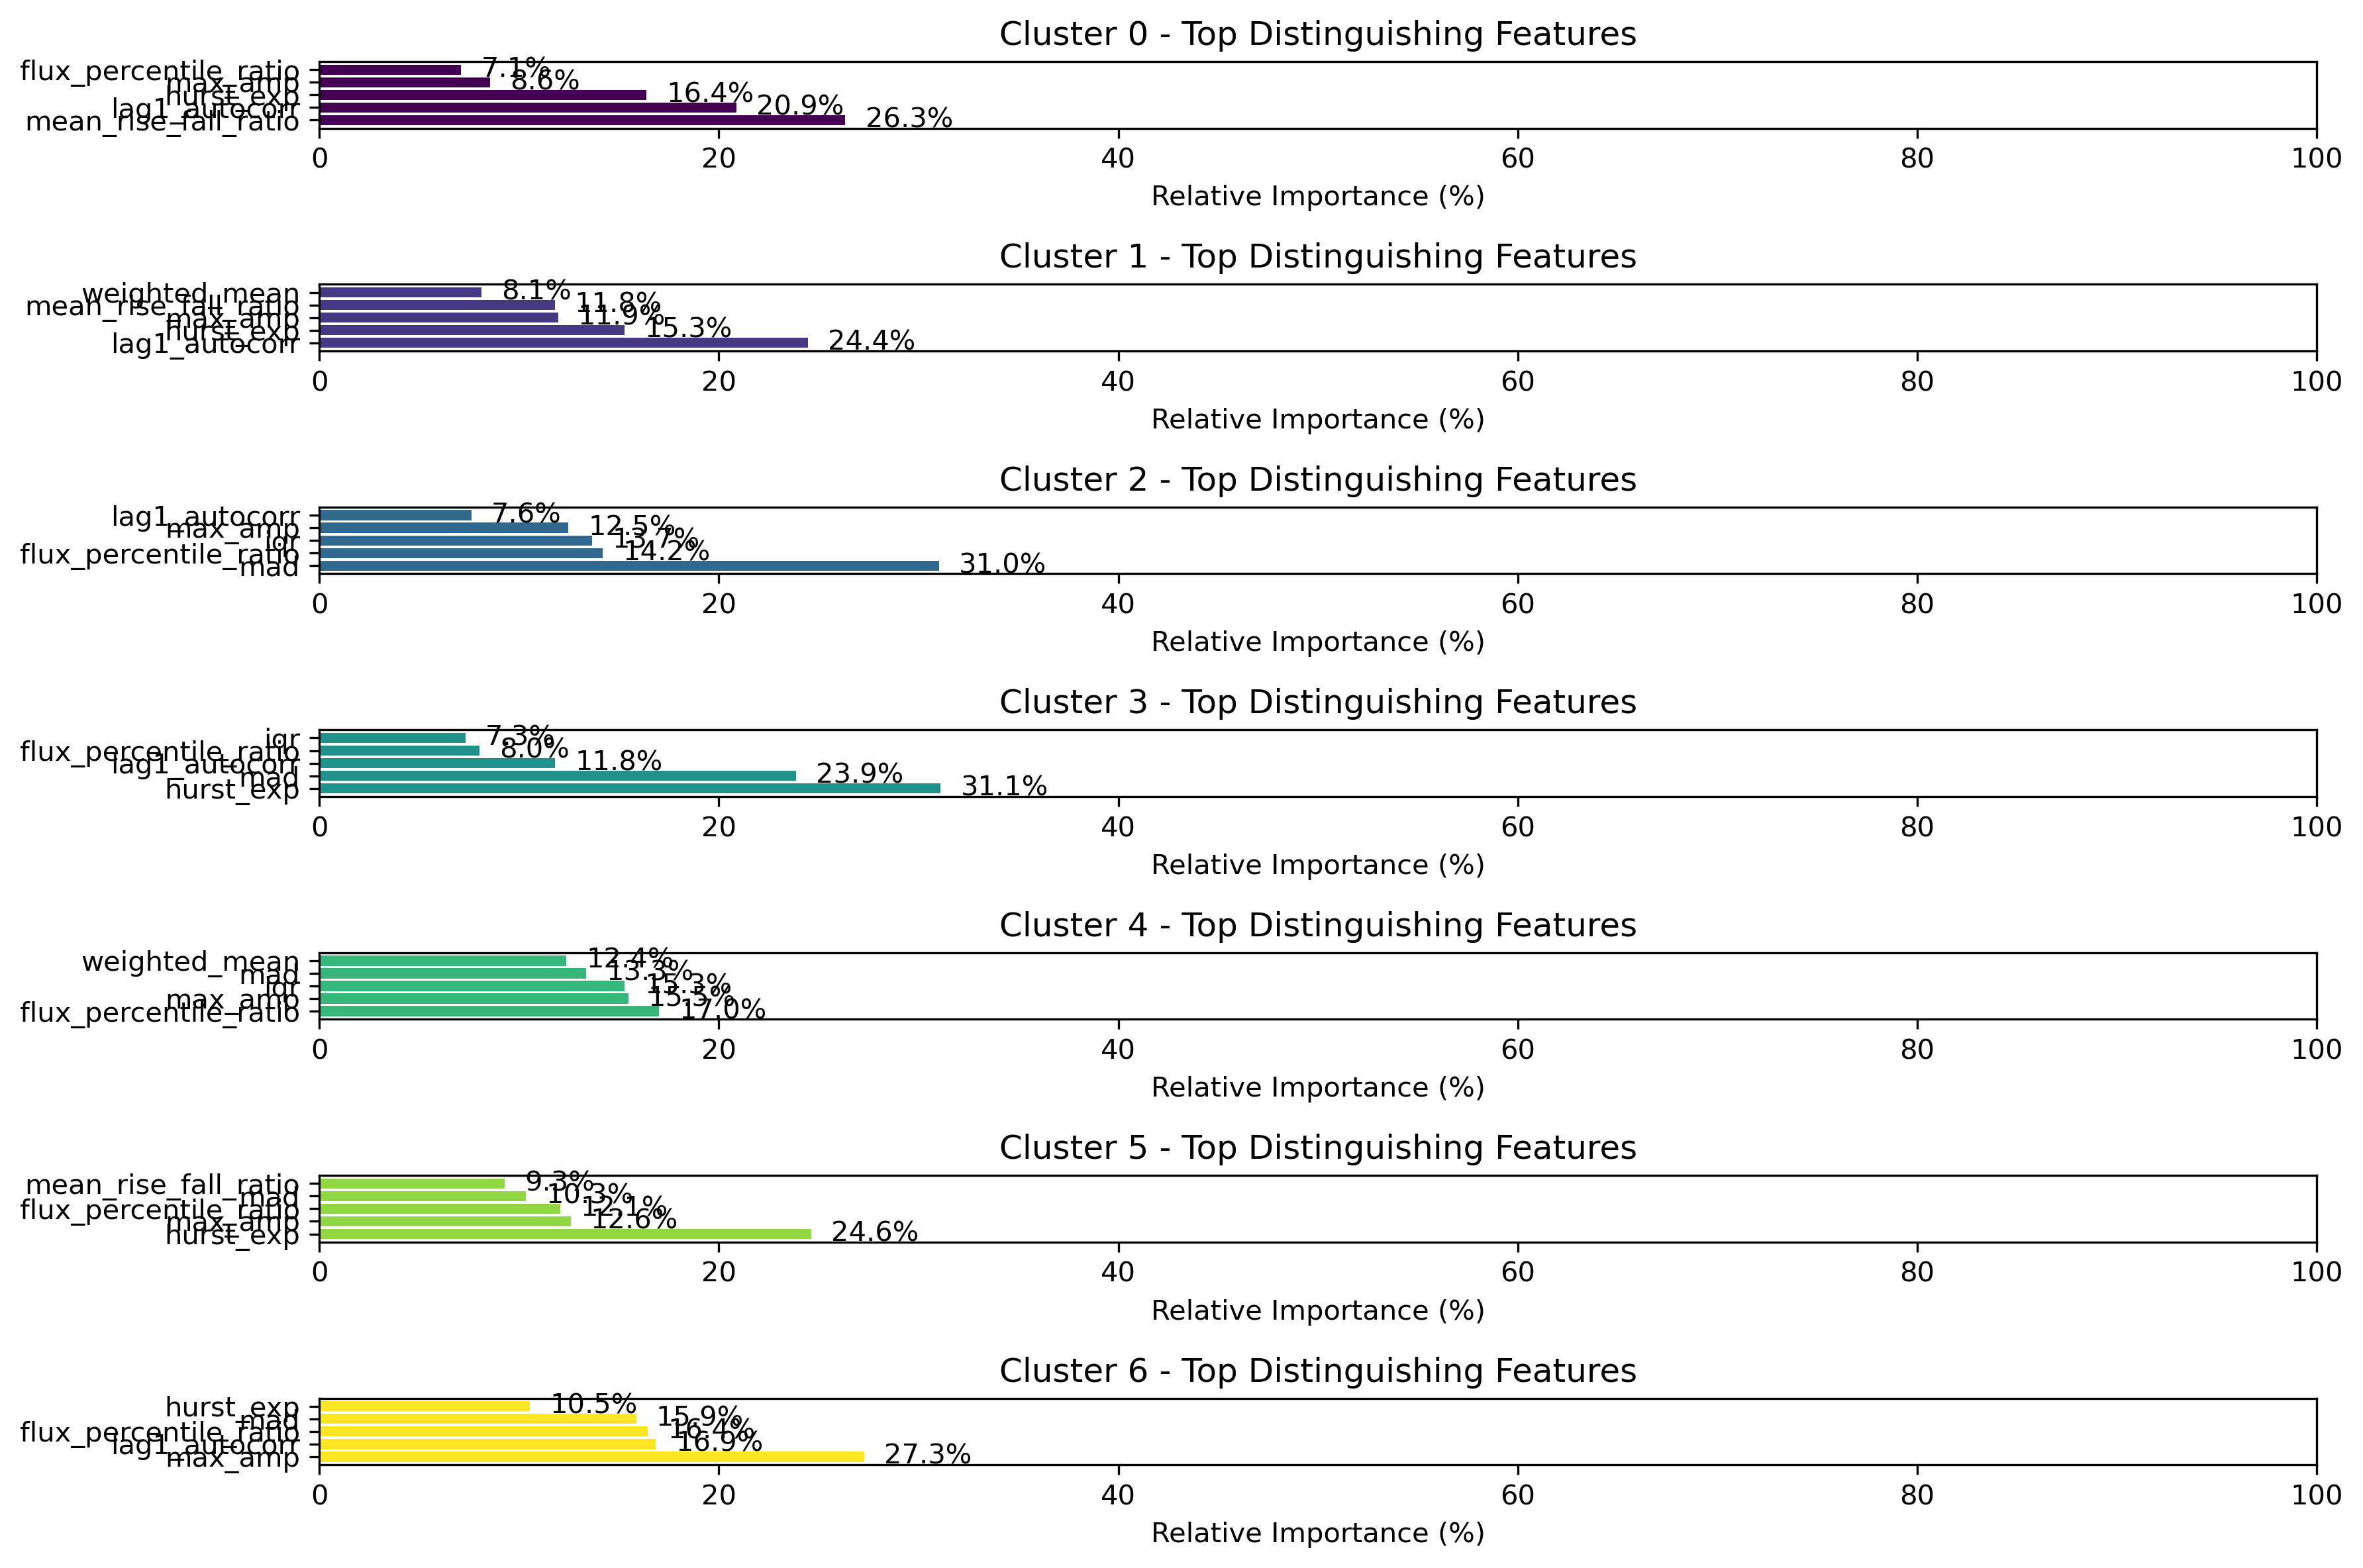 Cluster 0 - Top Distinguishing Features
flux_percentile_ratio 7.1%
max_amp 8.6%
hurst_exp 16.4%
lag1_autocorr 20.9%
mean_rise_fall_ratio 26.3%
0 20 40 60 80 100
Relative Importance (%)
Cluster 1 - Top Distinguishing Features
weighted_mean 8.1%
mean_rise_fall_ratio 11.8%
max_amp 11.9%
hurst_exp 15.3%
lag1_autocorr 24.4%
0 20 40 60 80 100
Relative Importance (%)
Cluster 2 - Top Distinguishing Features
lag1_autocorr 7.6%
max_amp 12.5%
iqr 13.7%
flux_percentile_ratio 14.2%
mad 31.0%
0 20 40 60 80 100
Relative Importance (%)
Cluster 3 - Top Distinguishing Features
iqr 7.3%
flux_percentile_ratio 8.0%
lag1_autocorr 11.8%
mad 23.9%
hurst_exp 31.1%
0 20 40 60 80 100
Relative Importance (%)
Cluster 4 - Top Distinguishing Features
weighted_mean 12.4%
mad 13.3%
iqr 15.3%
max_amp 15.5%
flux_percentile_ratio 17.0%
0 20 40 60 80 100
Relative Importance (%)
Cluster 5 - Top Distinguishing Features
mean_rise_fall_ratio 9.3%
mad 10.3%
flux_percentile_ratio 12.1%
max_amp 12.6%
hurst_exp 24.6%
0 20 40 60 80 100
Relative Importance (%)
Cluster 6 - Top Distinguishing Features
hurst_exp 10.5%
mad 15.9%
flux_percentile_ratio 16.4%
lag1_autocorr 16.9%
max_amp 27.3%
0 20 40 60 80 100
Relative Importance (%)